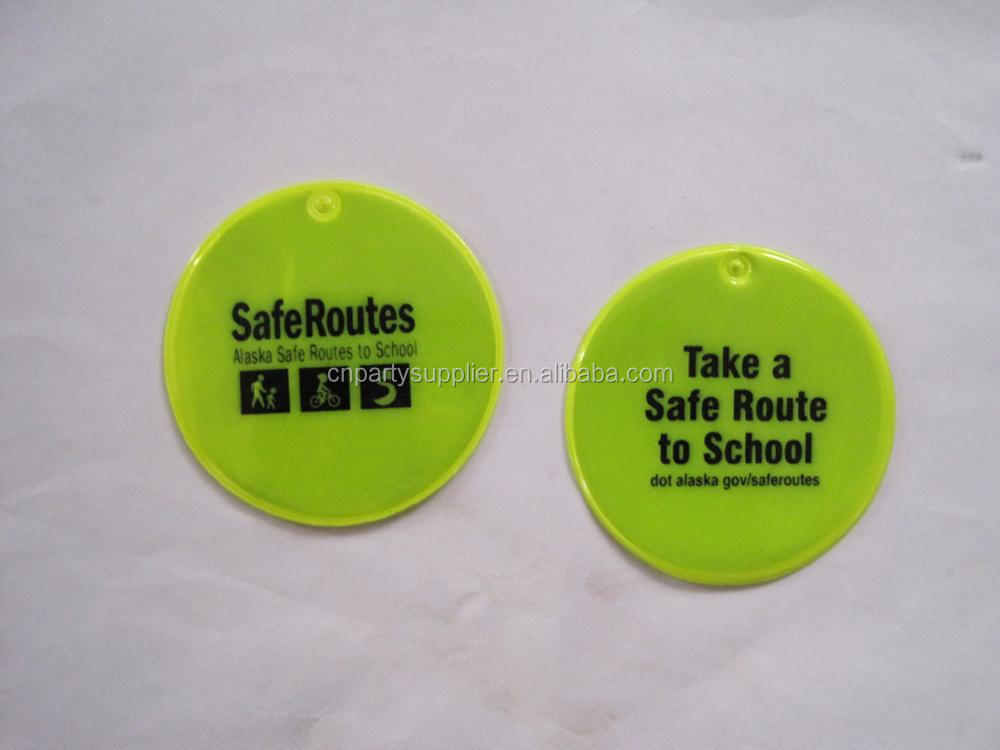 SafeRoutes
Alaska Safe Routes to School
cnpartysupplier.en.alibaba.com
Take a
Safe Route
to School
dot alaska gov/saferoutes